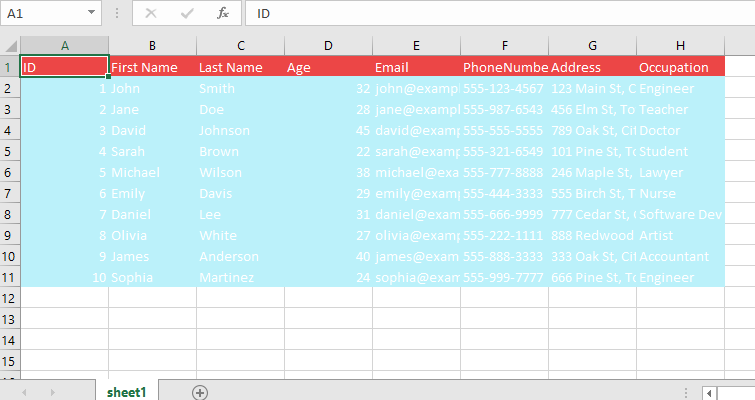 A1 fx ID
A B C D E F G H
1 ID First Name Last Name Age Email PhoneNumbe Address Occupation
2 1 John Smith 32 john@exampl 555-123-4567 123 Main St, C Engineer
3 2 Jane Doe 28 jane@exampl 555-987-6543 456 Elm St, To Teacher
4 3 David Johnson 45 david@exam 555-555-5555 789 Oak St, Cit Doctor
5 4 Sarah Brown 22 sarah@exam 555-321-6549 101 Pine St, To Student
6 5 Michael Wilson 38 michael@exa 555-777-8888 246 Maple St, Lawyer
7 6 Emily Davis 29 emily@exam 555-444-3333 555 Birch St, T Nurse
8 7 Daniel Lee 31 daniel@exam 555-666-9999 777 Cedar St, Software Dev
9 8 Olivia White 27 olivia@exam 555-222-1111 888 Redwood Artist
10 9 James Anderson 40 james@exam 555-888-3333 333 Oak St, Cit Accountant
11 10 Sophia Martinez 24 sophia@exam 555-999-7777 666 Pine St, To Engineer
12
13
14
15
sheet1